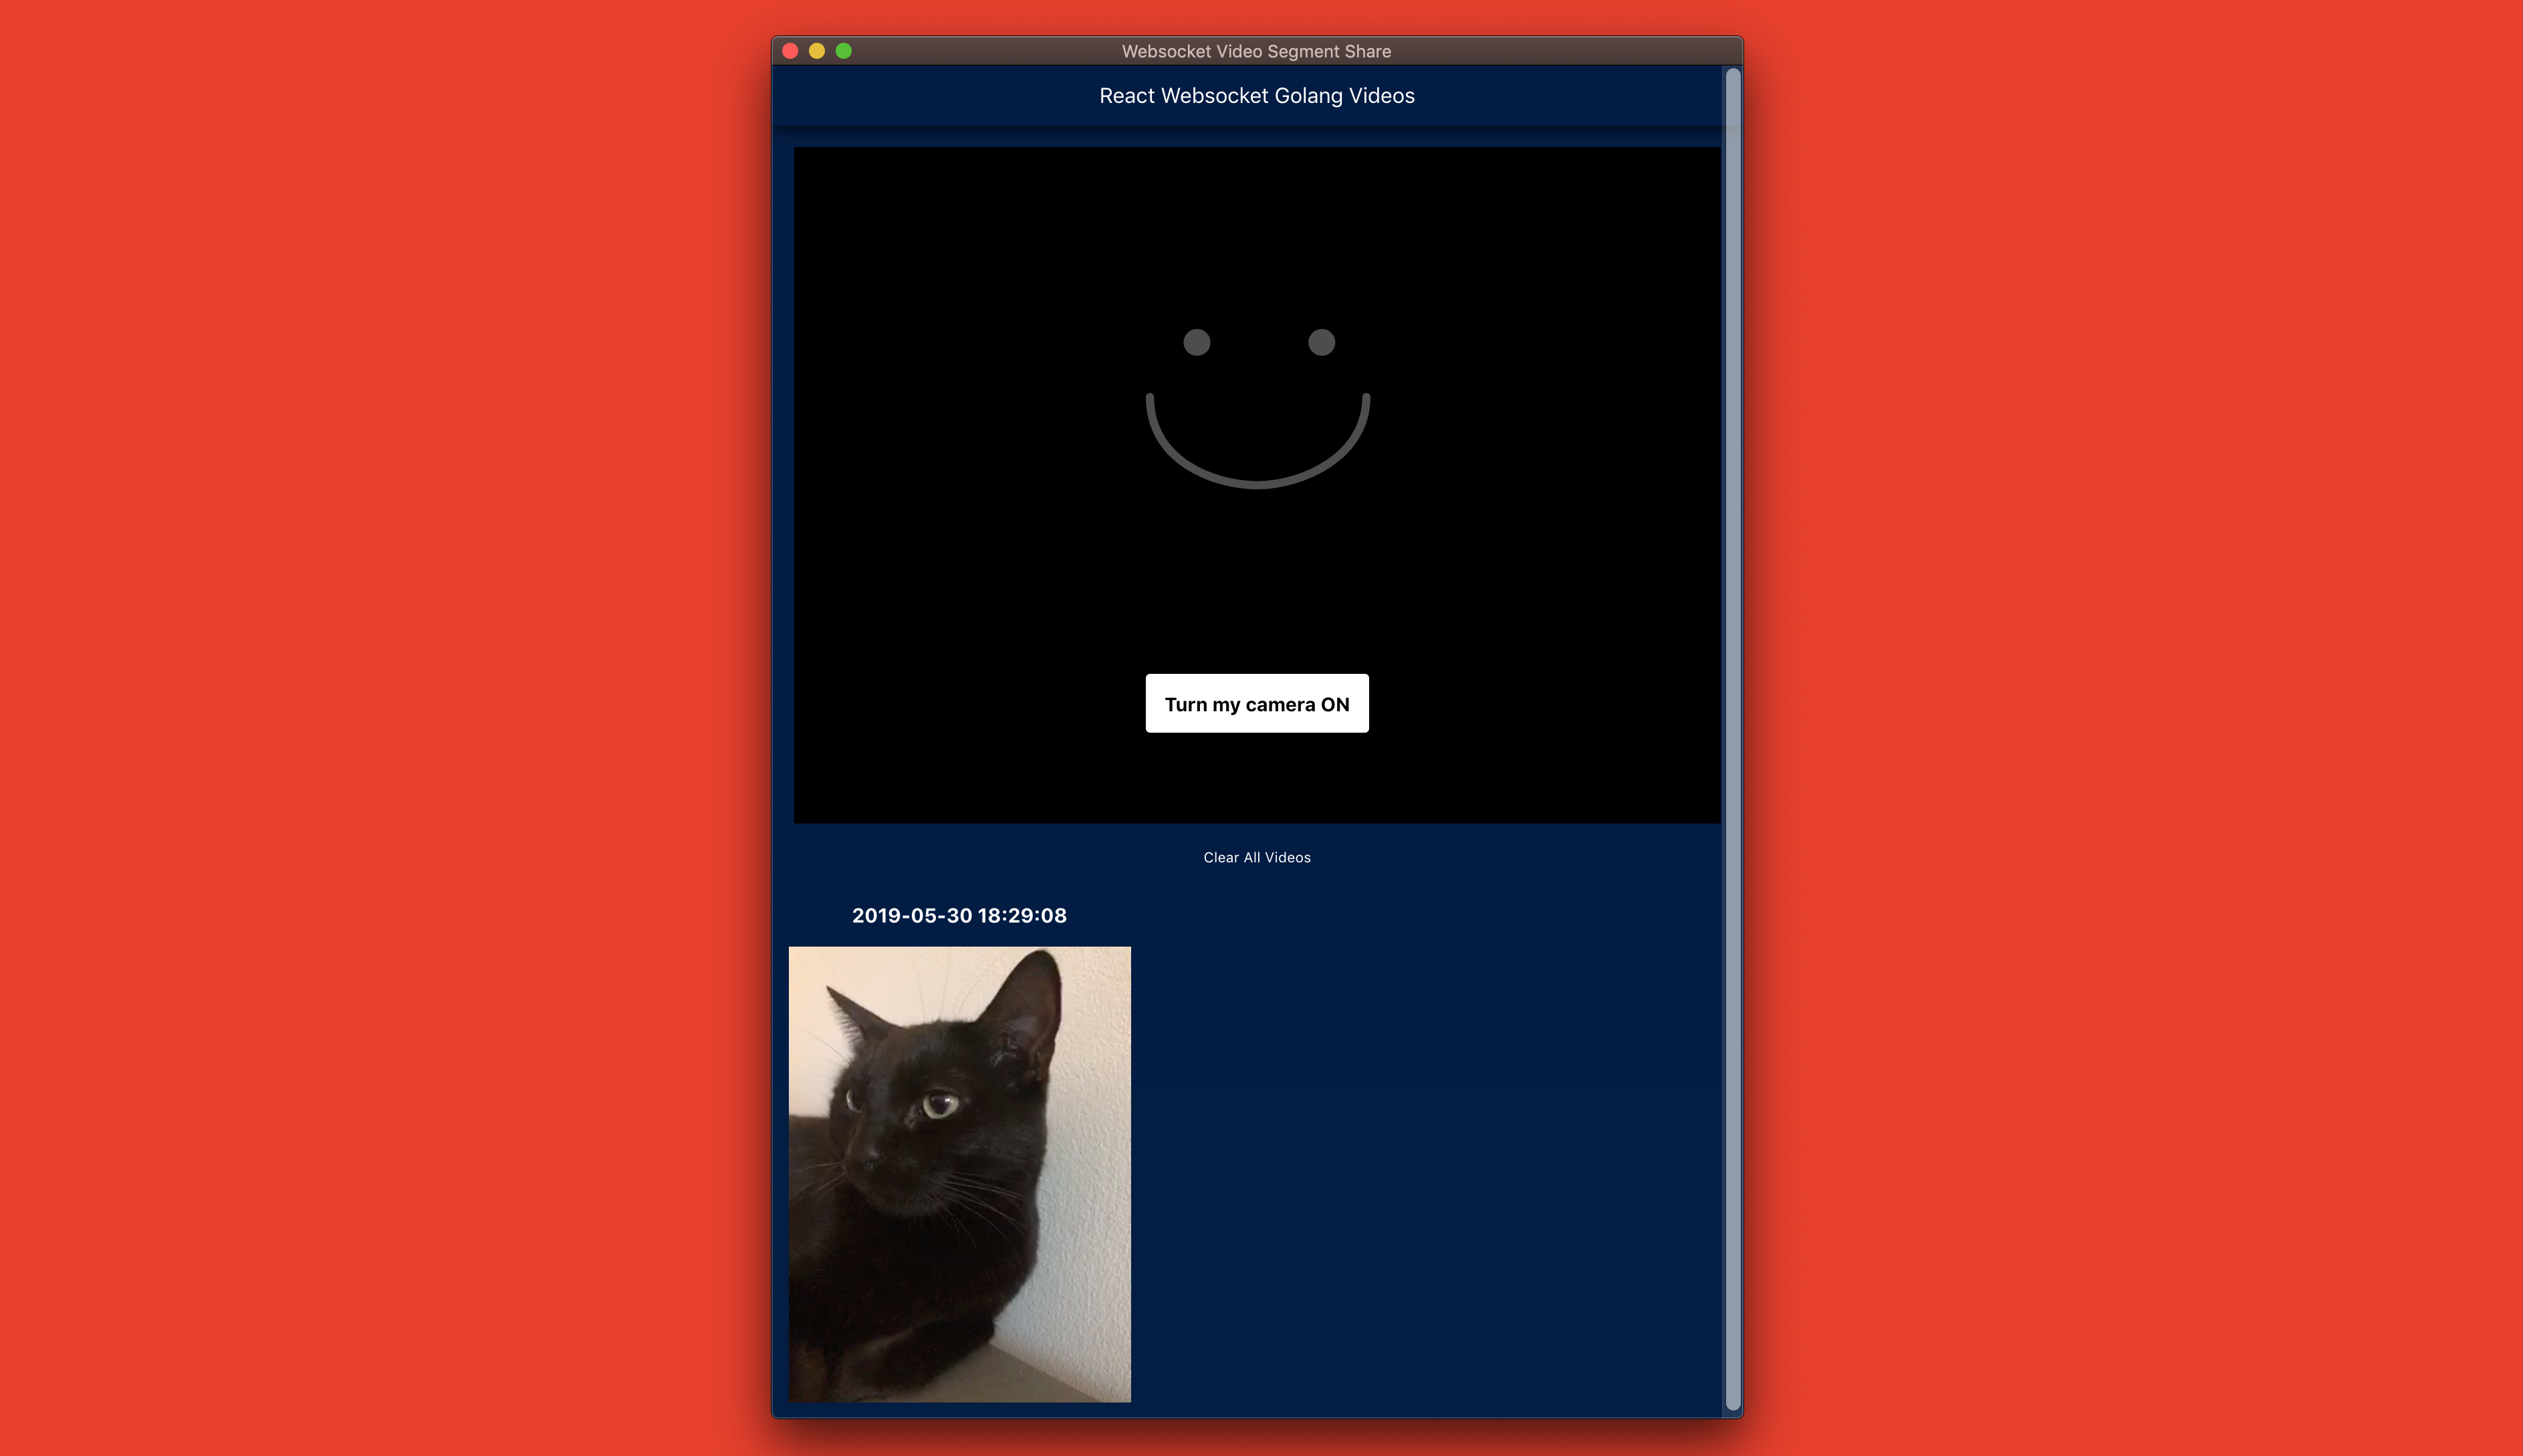 Websocket Video Segment Share
React Websocket Golang Videos
Turn my camera ON
Clear All Videos
2019-05-30 18:29:08